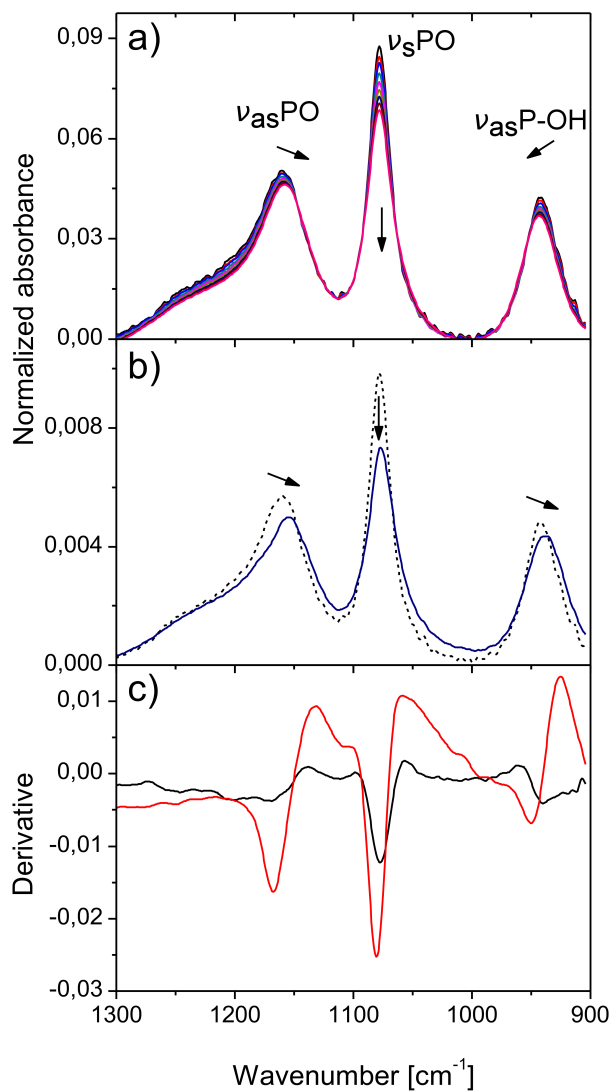 a)
νsPO
νasPO
νasP-OH
0,09
0,06
0,03
0,00
Normalized absorbance
b)
0,008
0,004
0,000
c)
0,01
0,00
-0,01
-0,02
-0,03
Derivative
1300 1200 1100 1000 900
Wavenumber [cm⁻¹]